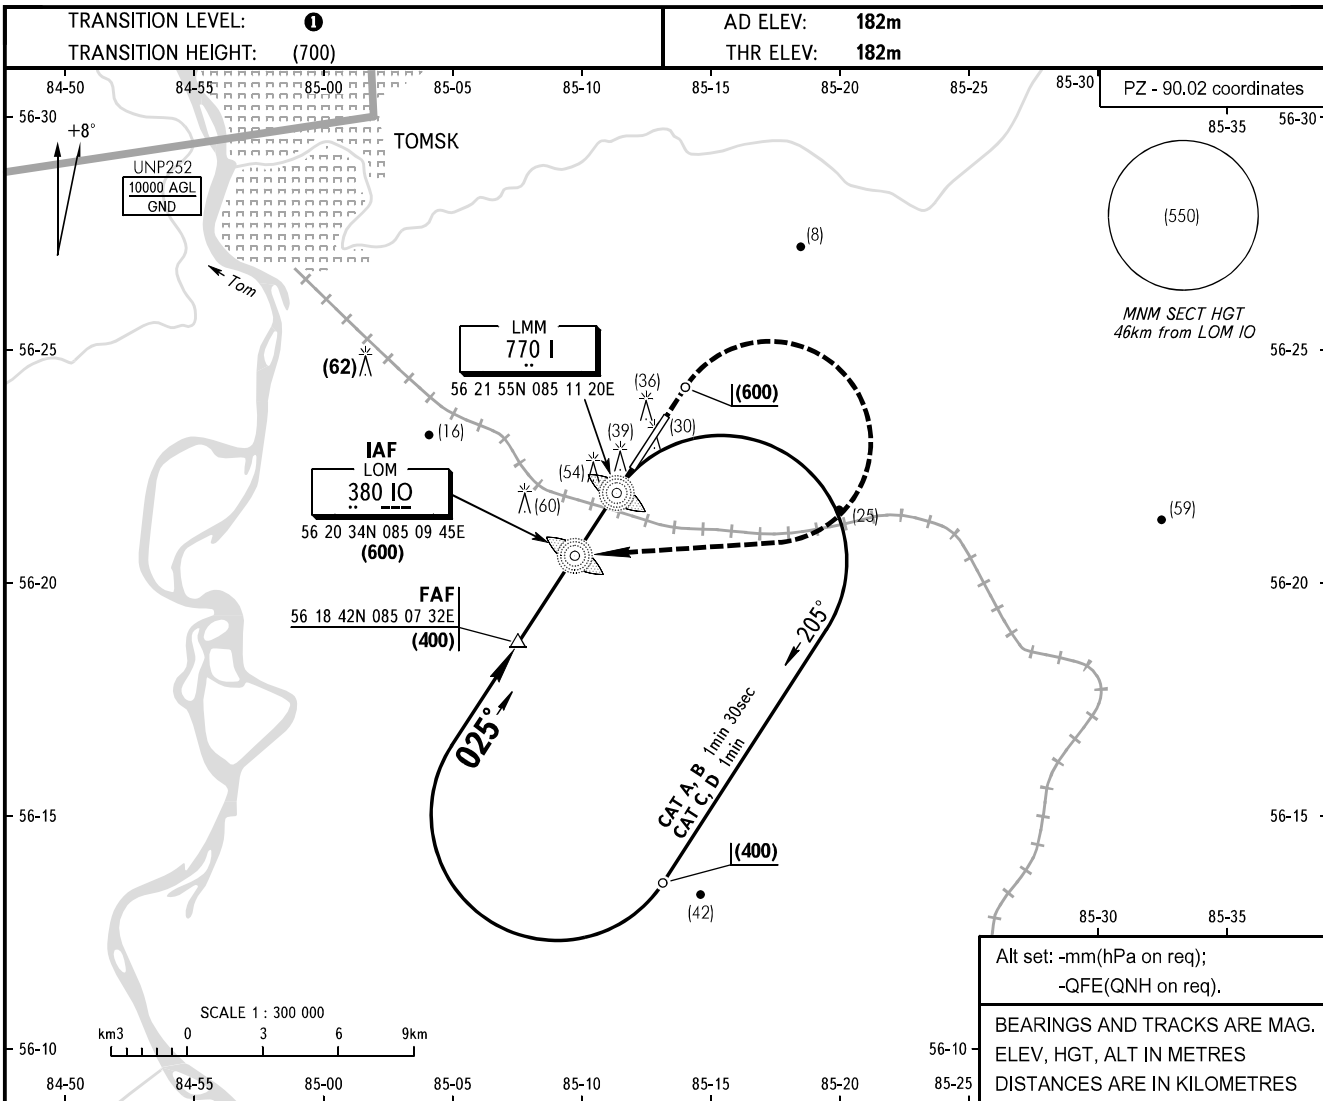 TRANSITION LEVEL: 1
TRANSITION HEIGHT: (700)
AD ELEV: 182m
THR ELEV: 182m
84-50 84-55 85-05 85-10 85-15 85-20 85-25 85-30
PZ - 90.02 coordinates
85-35
56-30
56-30
+8°
TOMSK
UNP252
10000 AGL
GND
(550)
MNM SECT HGT
46km from LOM IO
(8)
Tom
LMM
770 I
56 21 55N 085 11 20E
56-25
56-25
(62)
(36)
(600)
(30)
(39)
(16)
(54)
(60)
IAF
LOM
380 IO
56 20 34N 085 09 45E
(600)
(25)
(59)
56-20
56-20
FAF
56 18 42N 085 07 32E
(400)
205°
025°
CAT A, B 1min 30sec
CAT C, D 1min
56-15
56-15
(400)
(42)
85-30 85-35
Alt set: -mm(hPa on req);
-QFE(QNH on req).
SCALE 1 : 300 000
km3 0 3 6 9km
BEARINGS AND TRACKS ARE MAG.
ELEV, HGT, ALT IN METRES
DISTANCES ARE IN KILOMETRES
56-10
56-10
84-50 84-55 85-00 85-05 85-10 85-15 85-20 85-25